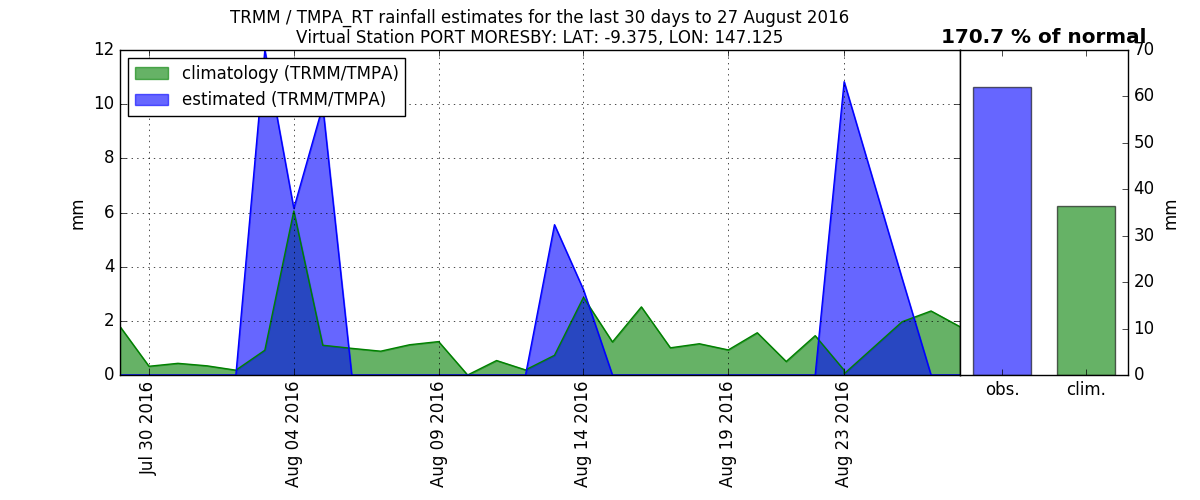 TRMM / TMPA_RT rainfall estimates for the last 30 days to 27 August 2016
Virtual Station PORT MORESBY: LAT: -9.375, LON: 147.125
170.7 % of normal
climatology (TRMM/TMPA)
estimated (TRMM/TMPA)
mm
12
10
8
6
4
2
0
Jul 30 2016
Aug 04 2016
Aug 09 2016
Aug 14 2016
Aug 19 2016
Aug 23 2016
obs.
clim.
70
60
50
40
30
20
10
0
mm